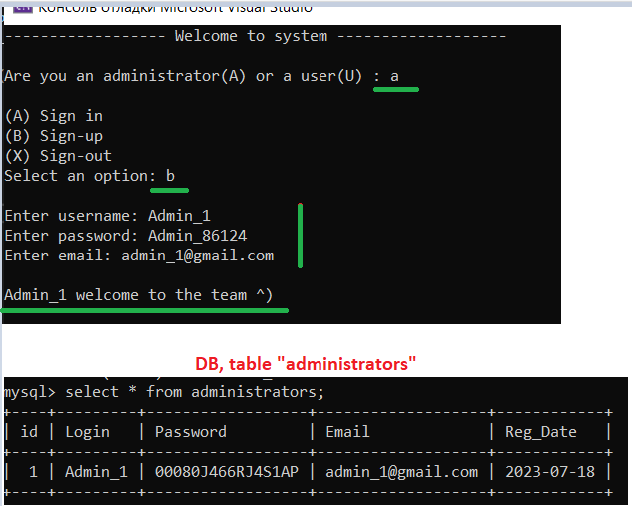 Консоль отладки Microsoft Visual Studio
------------------ Welcome to system -------------------
Are you an administrator(A) or a user(U) : a
(A) Sign in
(B) Sign-up
(X) Sign-out
Select an option: b
Enter username: Admin_1
Enter password: Admin_86124
Enter email: admin_1@gmail.com
Admin_1 welcome to the team ^)
DB, table "administrators"
mysql> select * from administrators;
+----+---------+------------------+-------------------+------------+
| id | Login | Password | Email | Reg_Date |
+----+---------+------------------+-------------------+------------+
| 1 | Admin_1 | 00080J466RJ4S1AP | admin_1@gmail.com | 2023-07-18 |
+----+---------+------------------+-------------------+------------+